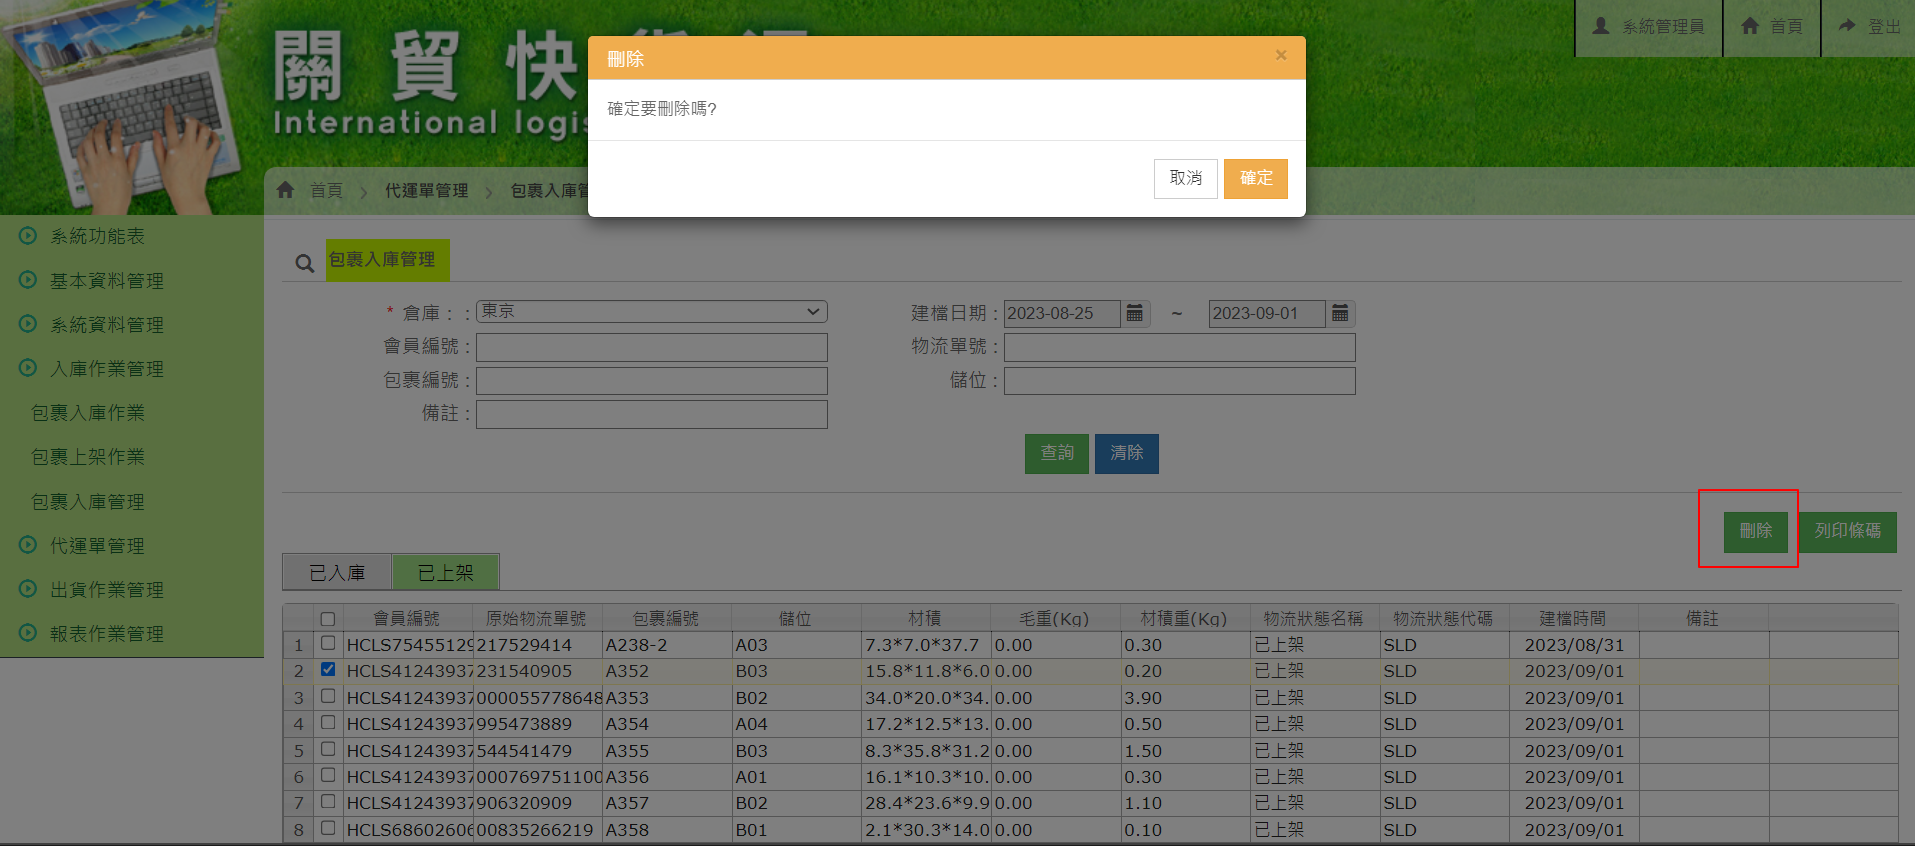 系統管理員 首頁 登出
關 貿 快
International logis
刪除 ×
確定要刪除嗎?
取消 確定
首頁 > 代運單管理 > 包裹入庫管
系統功能表
基本資料管理
系統資料管理
入庫作業管理
包裹入庫作業
包裹上架作業
包裹入庫管理
代運單管理
出貨作業管理
報表作業管理
包裹入庫管理
* 倉庫 : : 東京 建檔日期 : 2023-08-25 ~ 2023-09-01
會員編號 : 物流單號 :
包裹編號 : 儲位 :
備註 :
查詢 清除
刪除 列印條碼
已入庫 已上架
會員編號 原始物流單號 包裹編號 儲位 材積 毛重(Kg) 材積重(Kg) 物流狀態名稱 物流狀態代碼 建檔時間 備註
1 HCLS75455129 217529414 A238-2 A03 7.3*7.0*37.7 0.00 0.30 已上架 SLD 2023/08/31
2 HCLS41243937 231540905 A352 B03 15.8*11.8*6.0 0.00 0.20 已上架 SLD 2023/09/01
3 HCLS41243937 000055778648 A353 B02 34.0*20.0*34. 0.00 3.90 已上架 SLD 2023/09/01
4 HCLS41243937 995473889 A354 A04 17.2*12.5*13. 0.00 0.50 已上架 SLD 2023/09/01
5 HCLS41243937 544541479 A355 B03 8.3*35.8*31.2 0.00 1.50 已上架 SLD 2023/09/01
6 HCLS41243937 000769751100 A356 A01 16.1*10.3*10. 0.00 0.30 已上架 SLD 2023/09/01
7 HCLS41243937 906320909 A357 B02 28.4*23.6*9.9 0.00 1.10 已上架 SLD 2023/09/01
8 HCLS68602606 00835266219 A358 B01 2.1*30.3*14.0 0.00 0.10 已上架 SLD 2023/09/01